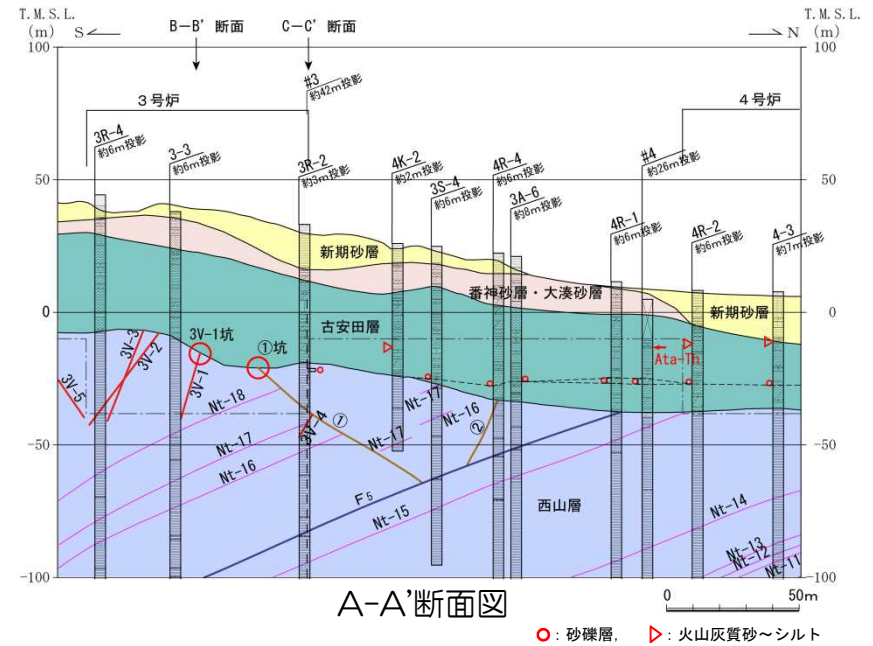 T.M.S.L.
(m) S
B－B' 断面
C－C' 断面
T.M.S.L.
N (m)
100
50
0
-50
-100
100
50
0
-50
-100
3号炉
4号炉
3R-4
約6m投影
3-3
約6m投影
#3
約42m投影
3R-2
約3m投影
4K-2
約2m投影
3S-4
約6m投影
4R-4
約6m投影
3A-6
約8m投影
4R-1
約6m投影
#4
約26m投影
4R-2
約6m投影
4-3
約7m投影
新期砂層
番神砂層・大湊砂層
新期砂層
古安田層
3V-1坑
①坑
Ata-Th
3V-5
3V-3
3V-2
3V-1
3V-4
①
②
Nt-18
Nt-17
Nt-16
Nt-17
Nt-17
Nt-16
F5
Nt-15
西山層
Nt-14
Nt-13
Nt-12
Nt-11
A-A'断面図
0 50m
：砂礫層, ：火山灰質砂～シルト